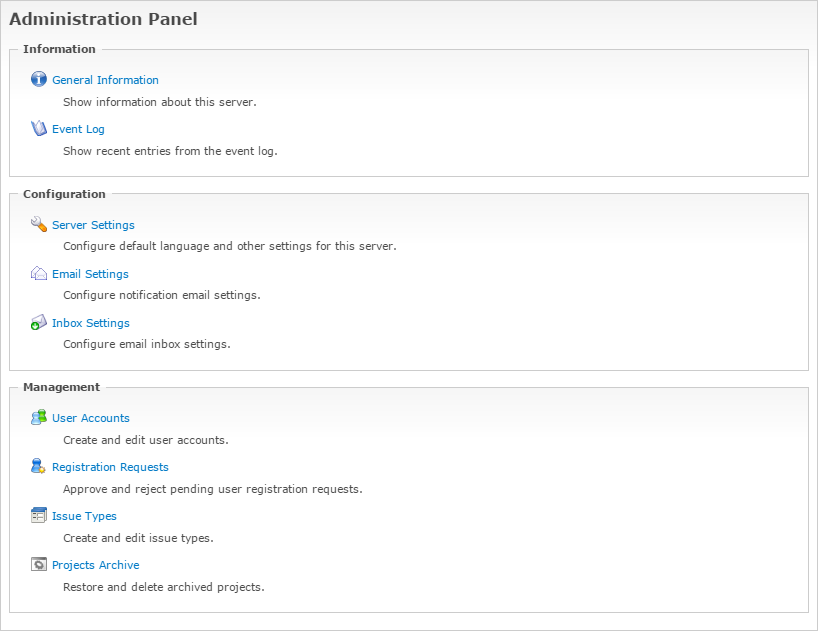 Administration Panel
Information
General Information
Show information about this server.
Event Log
Show recent entries from the event log.
Configuration
Server Settings
Configure default language and other settings for this server.
Email Settings
Configure notification email settings.
Inbox Settings
Configure email inbox settings.
Management
User Accounts
Create and edit user accounts.
Registration Requests
Approve and reject pending user registration requests.
Issue Types
Create and edit issue types.
Projects Archive
Restore and delete archived projects.